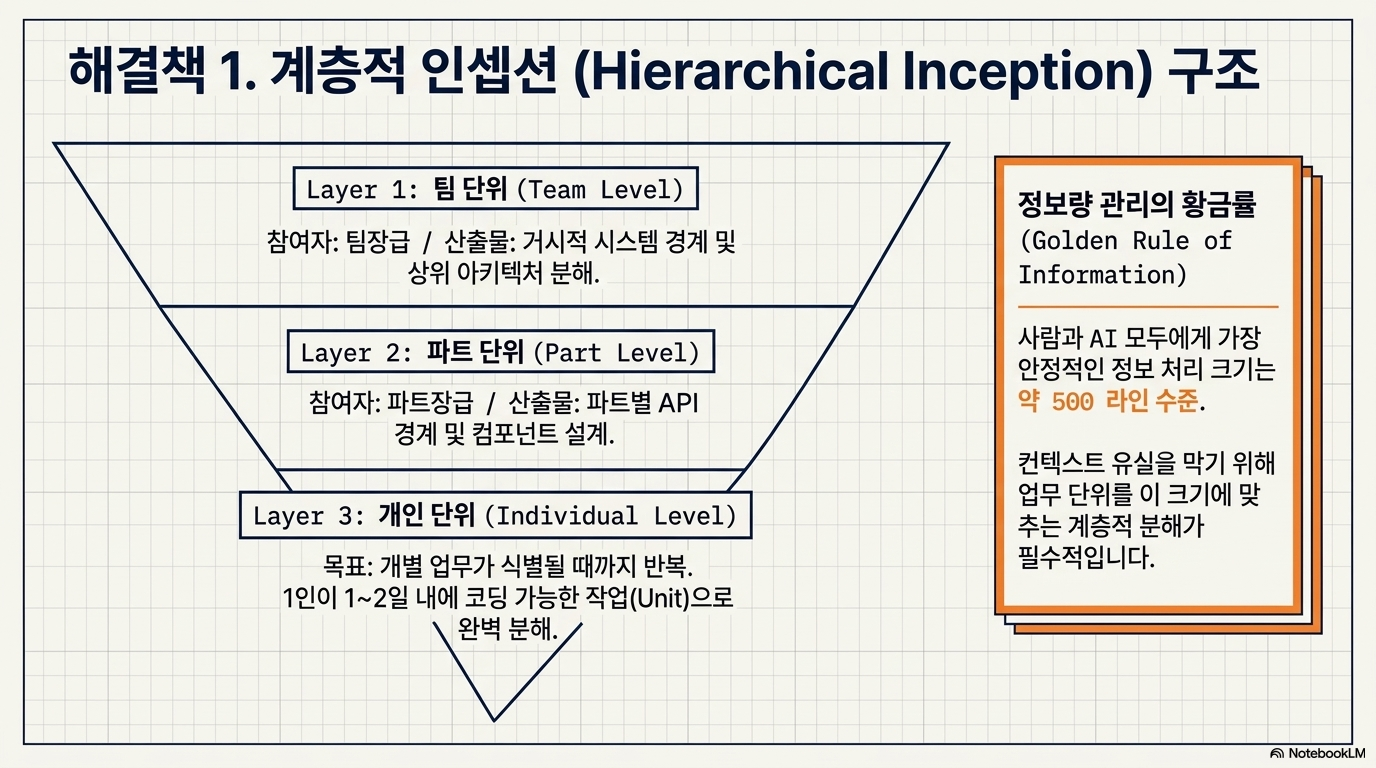 해결책 1. 계층적 인셉션 (Hierarchical Inception) 구조
Layer 1: 팀 단위 (Team Level)
참여자: 팀장급 / 산출물: 거시적 시스템 경계 및
상위 아키텍처 분해.
Layer 2: 파트 단위 (Part Level)
참여자: 파트장급 / 산출물: 파트별 API
경계 및 컴포넌트 설계.
Layer 3: 개인 단위 (Individual Level)
목표: 개별 업무가 식별될 때까지 반복.
1인이 1~2일 내에 코딩 가능한 작업(Unit)으로
완벽 분해.
정보량 관리의 황금률
(Golden Rule of
Information)
사람과 AI 모두에게 가장
안정적인 정보 처리 크기는
약 500 라인 수준.
컨텍스트 유실을 막기 위해
업무 단위를 이 크기에 맞
추는 계층적 분해가
필수적입니다.
NotebookLM